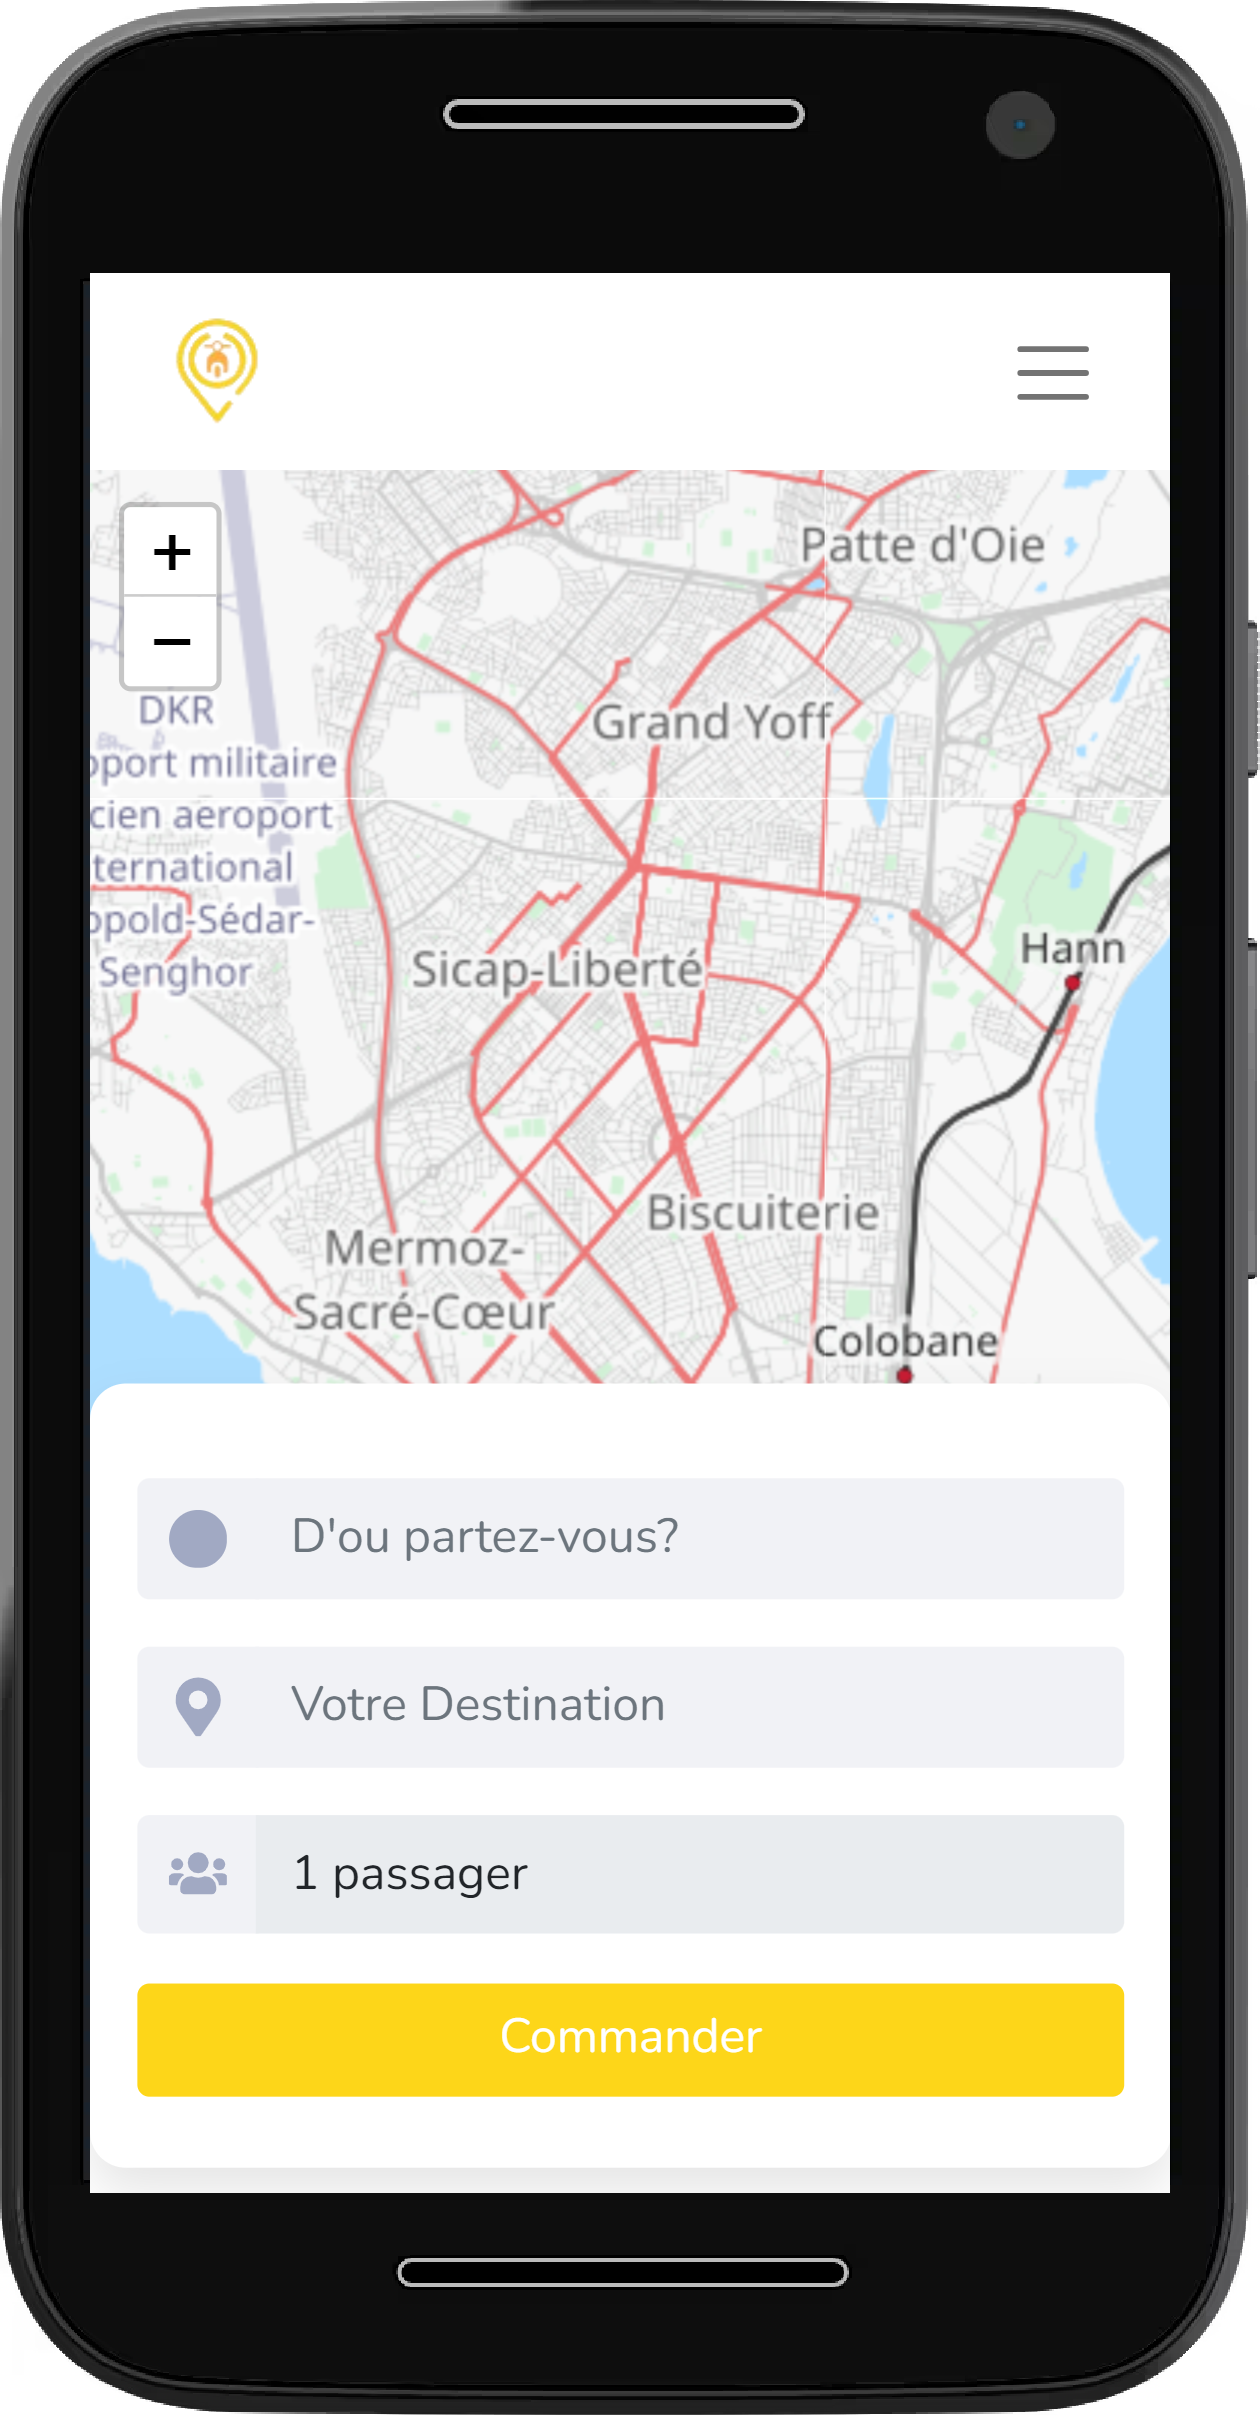 +
Patte d'Oie
−
DKR
Grand Yoff
oport militaire
cien aeroport
ternational
opold-Sédar-
Senghor
Hann
Sicap-Liberté
Biscuiterie
Mermoz-
Sacré-Cœur
Colobane
D'ou partez-vous?
Votre Destination
1 passager
Commander